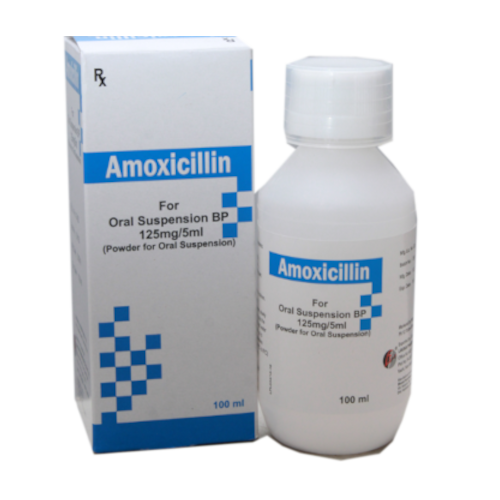 Rx
Amoxicillin
For
Oral Suspension BP
125mg/5ml
(Powder for Oral Suspension)
100 ml
Amoxicillin
For
Oral Suspension BP
125mg/5ml
(Powder for Oral Suspension)
100 ml